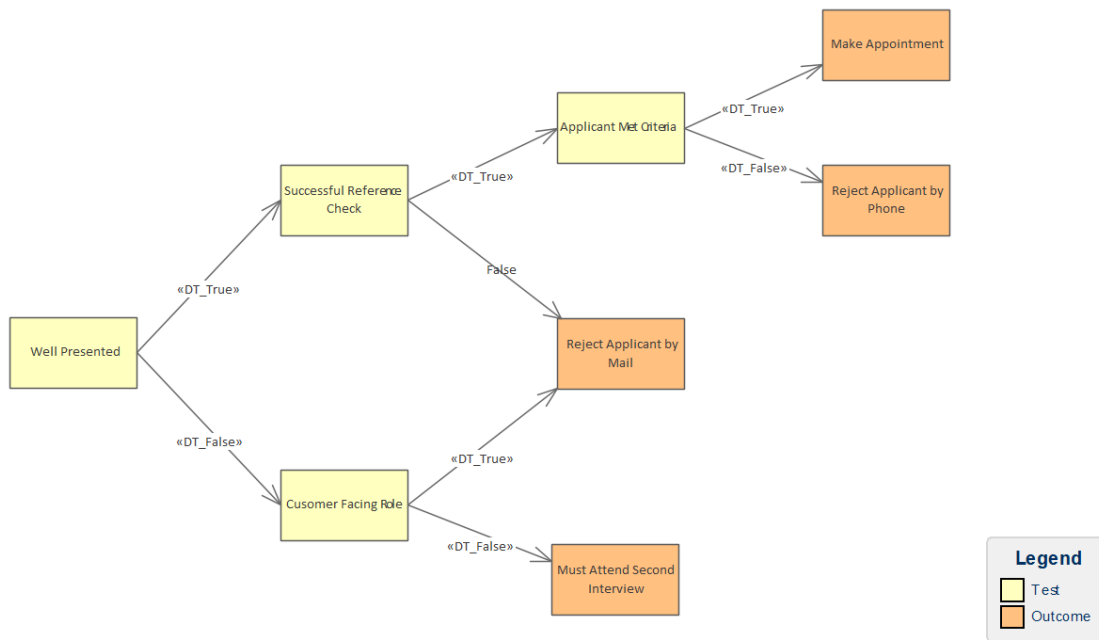 Make Appointment
«DT_True»
Applicant Met Criteria
«DT_False»
Successful Reference
Check
«DT_True»
Reject Applicant by
Phone
False
«DT_True»
Well Presented
Reject Applicant by
Mail
«DT_False»
«DT_True»
Cusomer Facing Role
«DT_False»
Must Attend Second
Interview
Legend
Test
Outcome